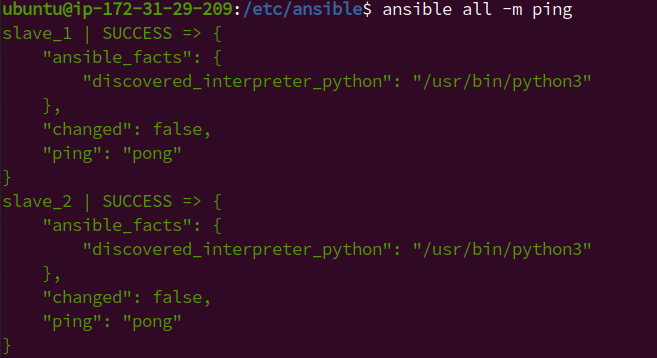 ubuntu@ip-172-31-29-209:/etc/ansible$ ansible all -m ping
slave_1 | SUCCESS => {
    "ansible_facts": {
        "discovered_interpreter_python": "/usr/bin/python3"
    },
    "changed": false,
    "ping": "pong"
}
slave_2 | SUCCESS => {
    "ansible_facts": {
        "discovered_interpreter_python": "/usr/bin/python3"
    },
    "changed": false,
    "ping": "pong"
}